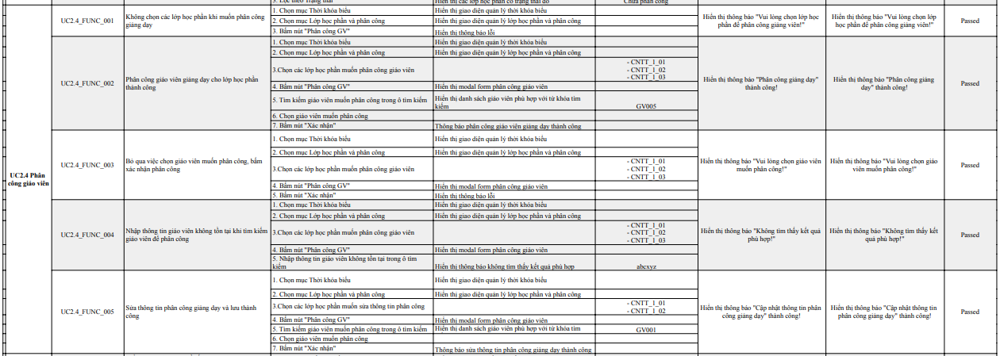 3. Lọc theo Trạng thái Hiển thị các lớp học phần có trạng thái đó Chưa phân công
UC2.4 Phân
công giáo viên
UC2.4_FUNC_001
Không chọn các lớp học phần khi muốn phân công
giảng dạy
1. Chọn mục Thời khóa biểu Hiển thị giao diện quản lý thời khóa biểu
2. Chọn mục Lớp học phần và phân công Hiển thị giao diện quản lý lớp học phần và phân công
3. Bấm nút "Phân công GV" Hiển thị thông báo lỗi
Hiển thị thông báo "Vui lòng chọn lớp học
phần để phân công giảng viên!"
Hiển thị thông báo "Vui lòng chọn lớp
học phần để phân công giảng viên!"
Passed
UC2.4_FUNC_002
Phân công giáo viên giảng dạy cho lớp học phần
thành công
1. Chọn mục Thời khóa biểu Hiển thị giao diện quản lý thời khóa biểu
2. Chọn mục Lớp học phần và phân công Hiển thị giao diện quản lý lớp học phần và phân công
3.Chọn các lớp học phần muốn phân công giáo viên
- CNTT_1_01
- CNTT_1_02
- CNTT_1_03
4. Bấm nút "Phân công GV" Hiển thị modal form phân công giáo viên
5. Tìm kiếm giáo viên muốn phân công trong ô tìm kiếm
Hiển thị danh sách giáo viên phù hợp với từ khóa tìm
kiếm
GV005
6. Chọn giáo viên muốn phân công
7. Bấm nút "Xác nhận" Thông báo phân công giáo viên giảng dạy thành công
Hiển thị thông báo "Phân công giảng dạy"
thành công!
Hiển thị thông báo "Phân công giảng
dạy" thành công!
Passed
UC2.4_FUNC_003
Bỏ qua việc chọn giáo viên muốn phân công, bấm
xác nhận phân công
1. Chọn mục Thời khóa biểu Hiển thị giao diện quản lý thời khóa biểu
2. Chọn mục Lớp học phần và phân công Hiển thị giao diện quản lý lớp học phần và phân công
3.Chọn các lớp học phần muốn phân công giáo viên
- CNTT_1_01
- CNTT_1_02
- CNTT_1_03
4. Bấm nút "Phân công GV" Hiển thị modal form phân công giáo viên
5. Bấm nút "Xác nhận" Hiển thị thông báo lỗi
Hiển thị thông báo "Vui lòng chọn giáo viên
muốn phân công!"
Hiển thị thông báo "Vui lòng chọn
giáo viên muốn phân công!"
Passed
UC2.4_FUNC_004
Nhập thông tin giáo viên không tồn tại khi tìm kiếm
giáo viên để phân công
1. Chọn mục Thời khóa biểu Hiển thị giao diện quản lý thời khóa biểu
2. Chọn mục Lớp học phần và phân công Hiển thị giao diện quản lý lớp học phần và phân công
3.Chọn các lớp học phần muốn phân công giáo viên
- CNTT_1_01
- CNTT_1_02
- CNTT_1_03
4. Bấm nút "Phân công GV" Hiển thị modal form phân công giáo viên
5. Nhập thông tin giáo viên không tồn tại trong ô tìm
kiếm Hiển thị thông báo không tìm thấy kết quả phù hợp abcxyz
Hiển thị thông báo "Không tìm thấy kết quả
phù hợp!"
Hiển thị thông báo "Không tìm thấy kết
quả phù hợp!"
Passed
UC2.4_FUNC_005
Sửa thông tin phân công giảng dạy và lưu thành
công
1. Chọn mục Thời khóa biểu Hiển thị giao diện quản lý thời khóa biểu
2. Chọn mục Lớp học phần và phân công Hiển thị giao diện quản lý lớp học phần và phân công
3.Chọn các lớp học phần muốn sửa thông tin phân công
- CNTT_1_01
- CNTT_1_02
4. Bấm nút "Phân công GV" Hiển thị modal form phân công giáo viên
5. Tìm kiếm giáo viên muốn phân công trong ô tìm kiếm Hiển thị danh sách giáo viên phù hợp với từ khóa tìm GV001
6. Chọn giáo viên muốn phân công
7. Bấm nút "Xác nhận" Thông báo sửa thông tin phân công giảng dạy thành công
Hiển thị thông báo "Cập nhật thông tin phân
công giảng dạy" thành công!
Hiển thị thông báo "Cập nhật thông tin
phân công giảng dạy" thành công!
Passed